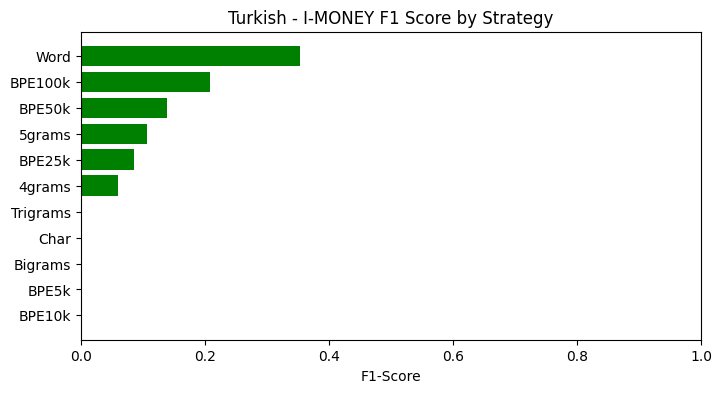 Turkish - I-MONEY F1 Score by Strategy
Word
BPE100k
BPE50k
5grams
BPE25k
4grams
Trigrams
Char
Bigrams
BPE5k
BPE10k
0.0 0.2 0.4 0.6 0.8 1.0
F1-Score